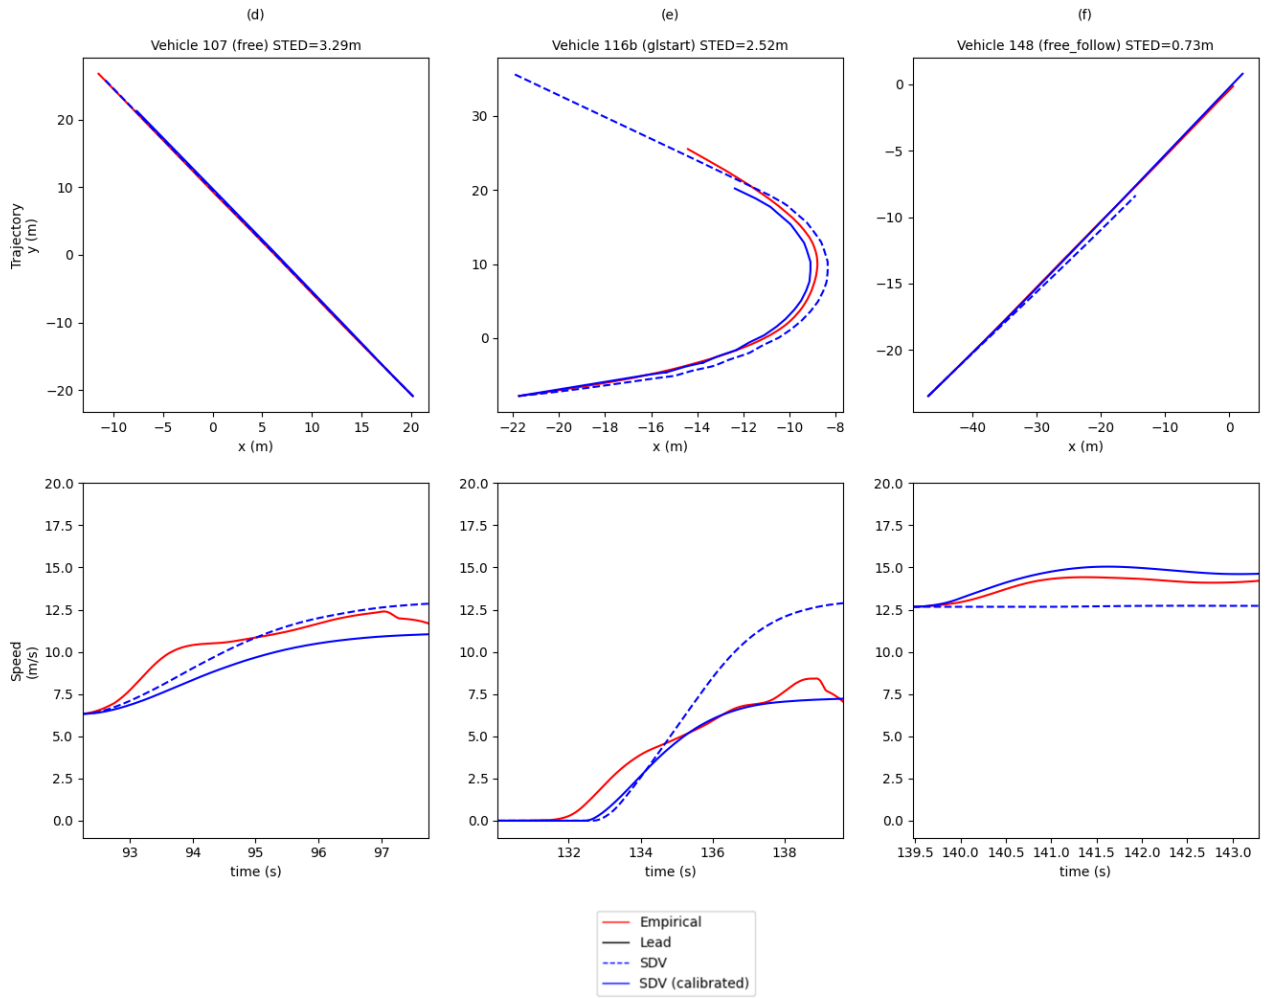 (d)
(e)
(f)
Vehicle 107 (free) STED=3.29m
Vehicle 116b (glstart) STED=2.52m
Vehicle 148 (free_follow) STED=0.73m
Trajectory
y (m)
20
10
0
−10
−20
−10 −5 0 5 10 15 20
x (m)
30
20
10
0
−22 −20 −18 −16 −14 −12 −10 −8
x (m)
0
−5
−10
−15
−20
−40 −30 −20 −10 0
x (m)
Speed
(m/s)
20.0
17.5
15.0
12.5
10.0
7.5
5.0
2.5
0.0
93 94 95 96 97
time (s)
20.0
17.5
15.0
12.5
10.0
7.5
5.0
2.5
0.0
132 134 136 138
time (s)
20.0
17.5
15.0
12.5
10.0
7.5
5.0
2.5
0.0
139.5 140.0 140.5 141.0 141.5 142.0 142.5 143.0
time (s)
Empirical
Lead
SDV
SDV (calibrated)